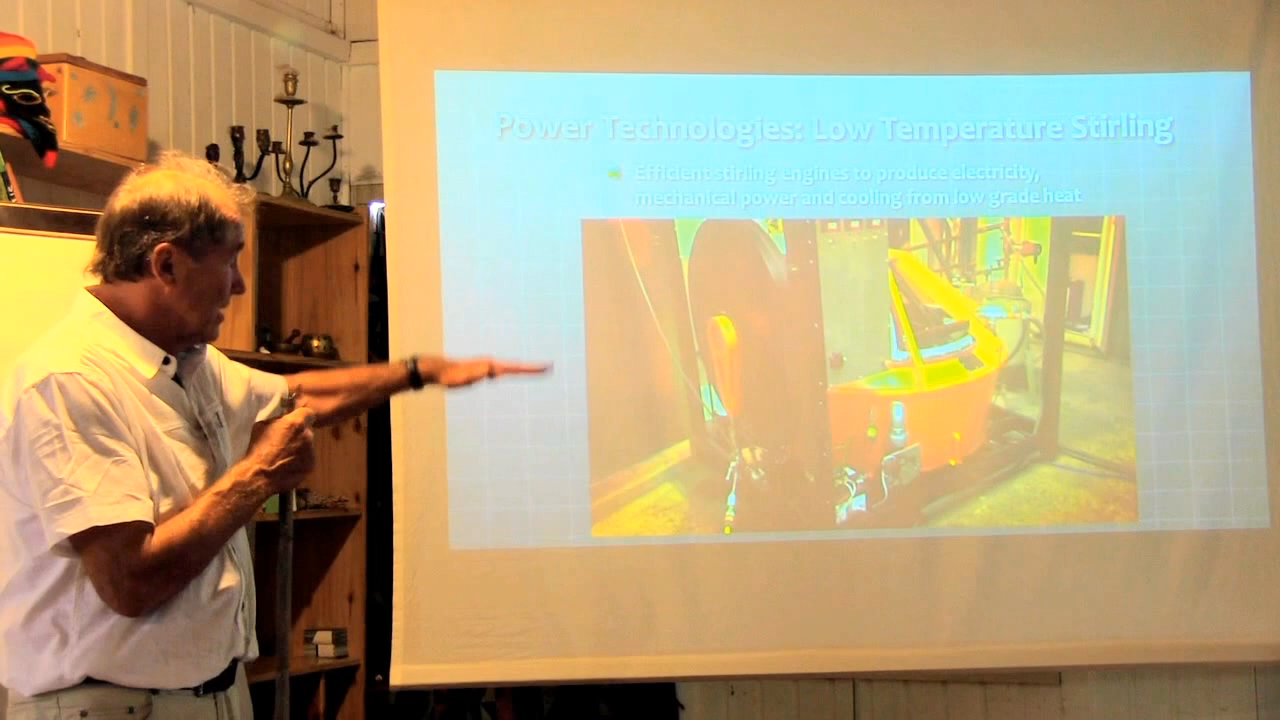 Power Technologies: Low Temperature Stirling
Efficient stirling engines to produce electricity,
mechanical power and cooling from low grade heat